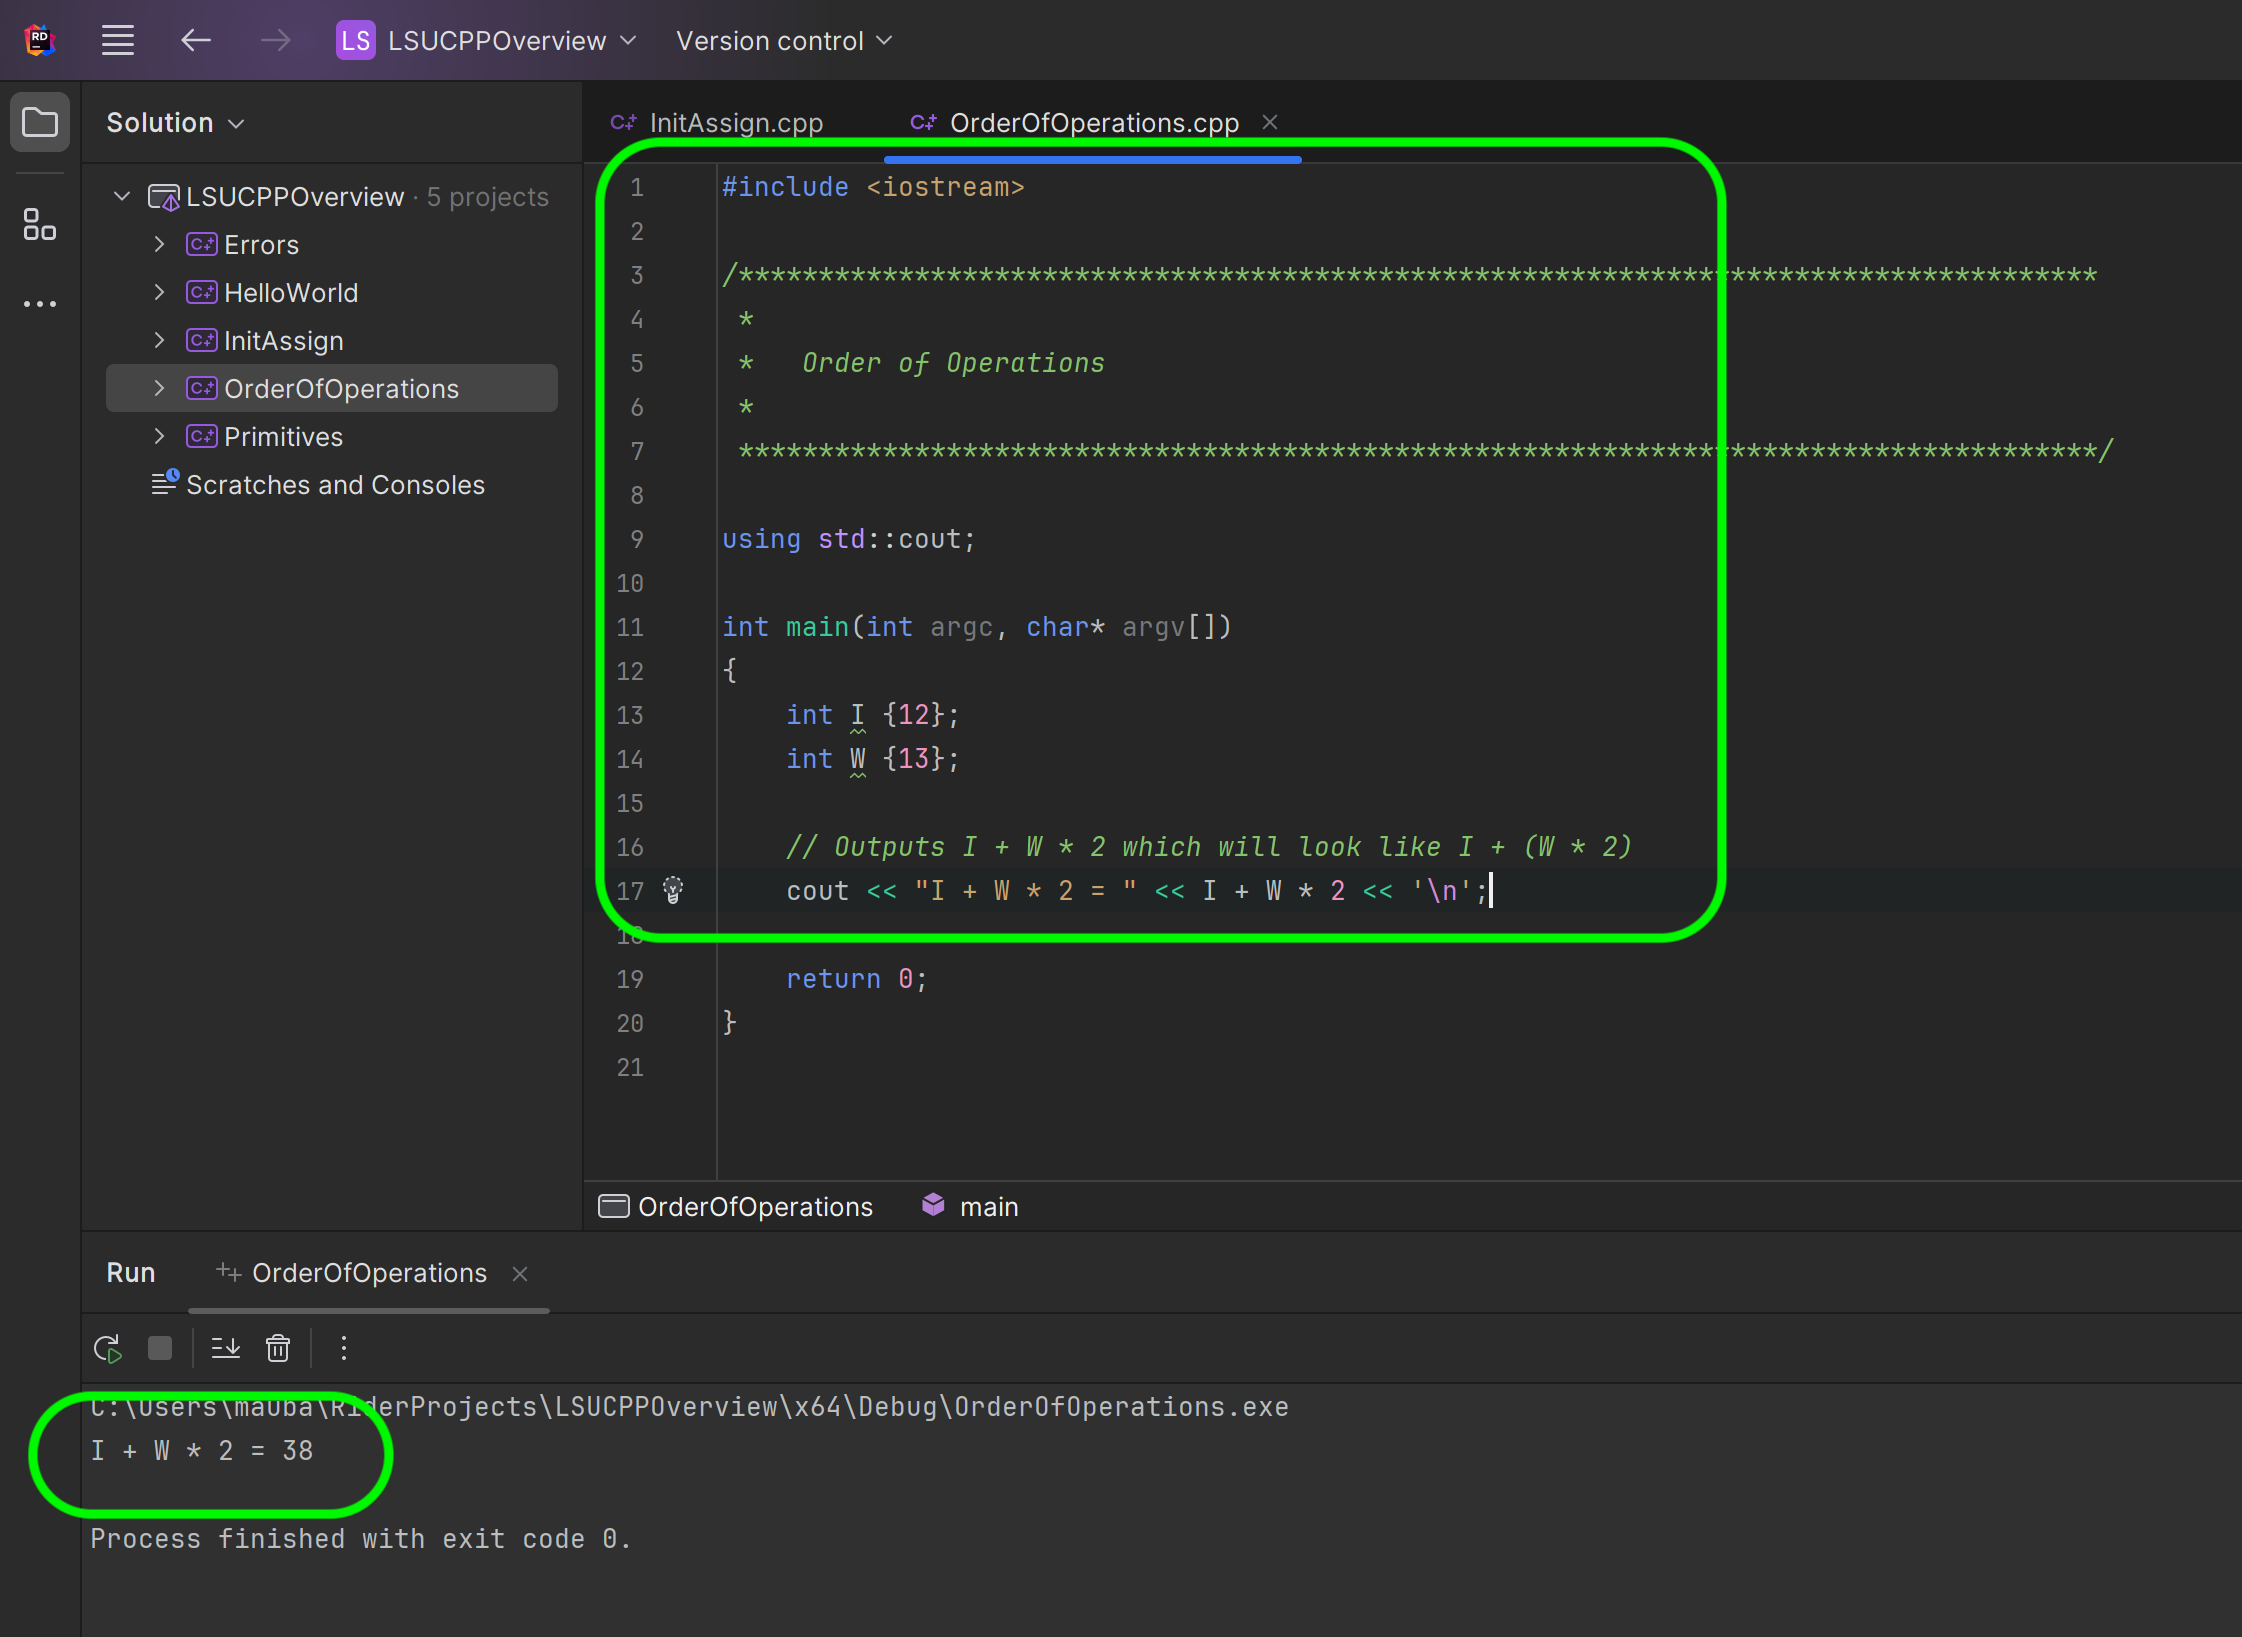 RD
LS LSUCPPOverview Version control
Solution
InitAssign.cpp
OrderOfOperations.cpp
LSUCPPOverview · 5 projects
C++ Errors
C++ HelloWorld
C++ InitAssign
C++ OrderOfOperations
C++ Primitives
Scratches and Consoles
1 #include <iostream>
2
3 /*************************************************************************************
4 *
5 * Order of Operations
6 *
7 *************************************************************************************/
8
9 using std::cout;
10
11 int main(int argc, char* argv[])
12 {
13 int I {12};
14 int W {13};
15
16 // Outputs I + W * 2 which will look like I + (W * 2)
17 cout << "I + W * 2 = " << I + W * 2 << '\n';
18
19 return 0;
20 }
21
OrderOfOperations main
Run OrderOfOperations
C:\Users\mauba\RiderProjects\LSUCPPOverview\x64\Debug\OrderOfOperations.exe
I + W * 2 = 38
Process finished with exit code 0.